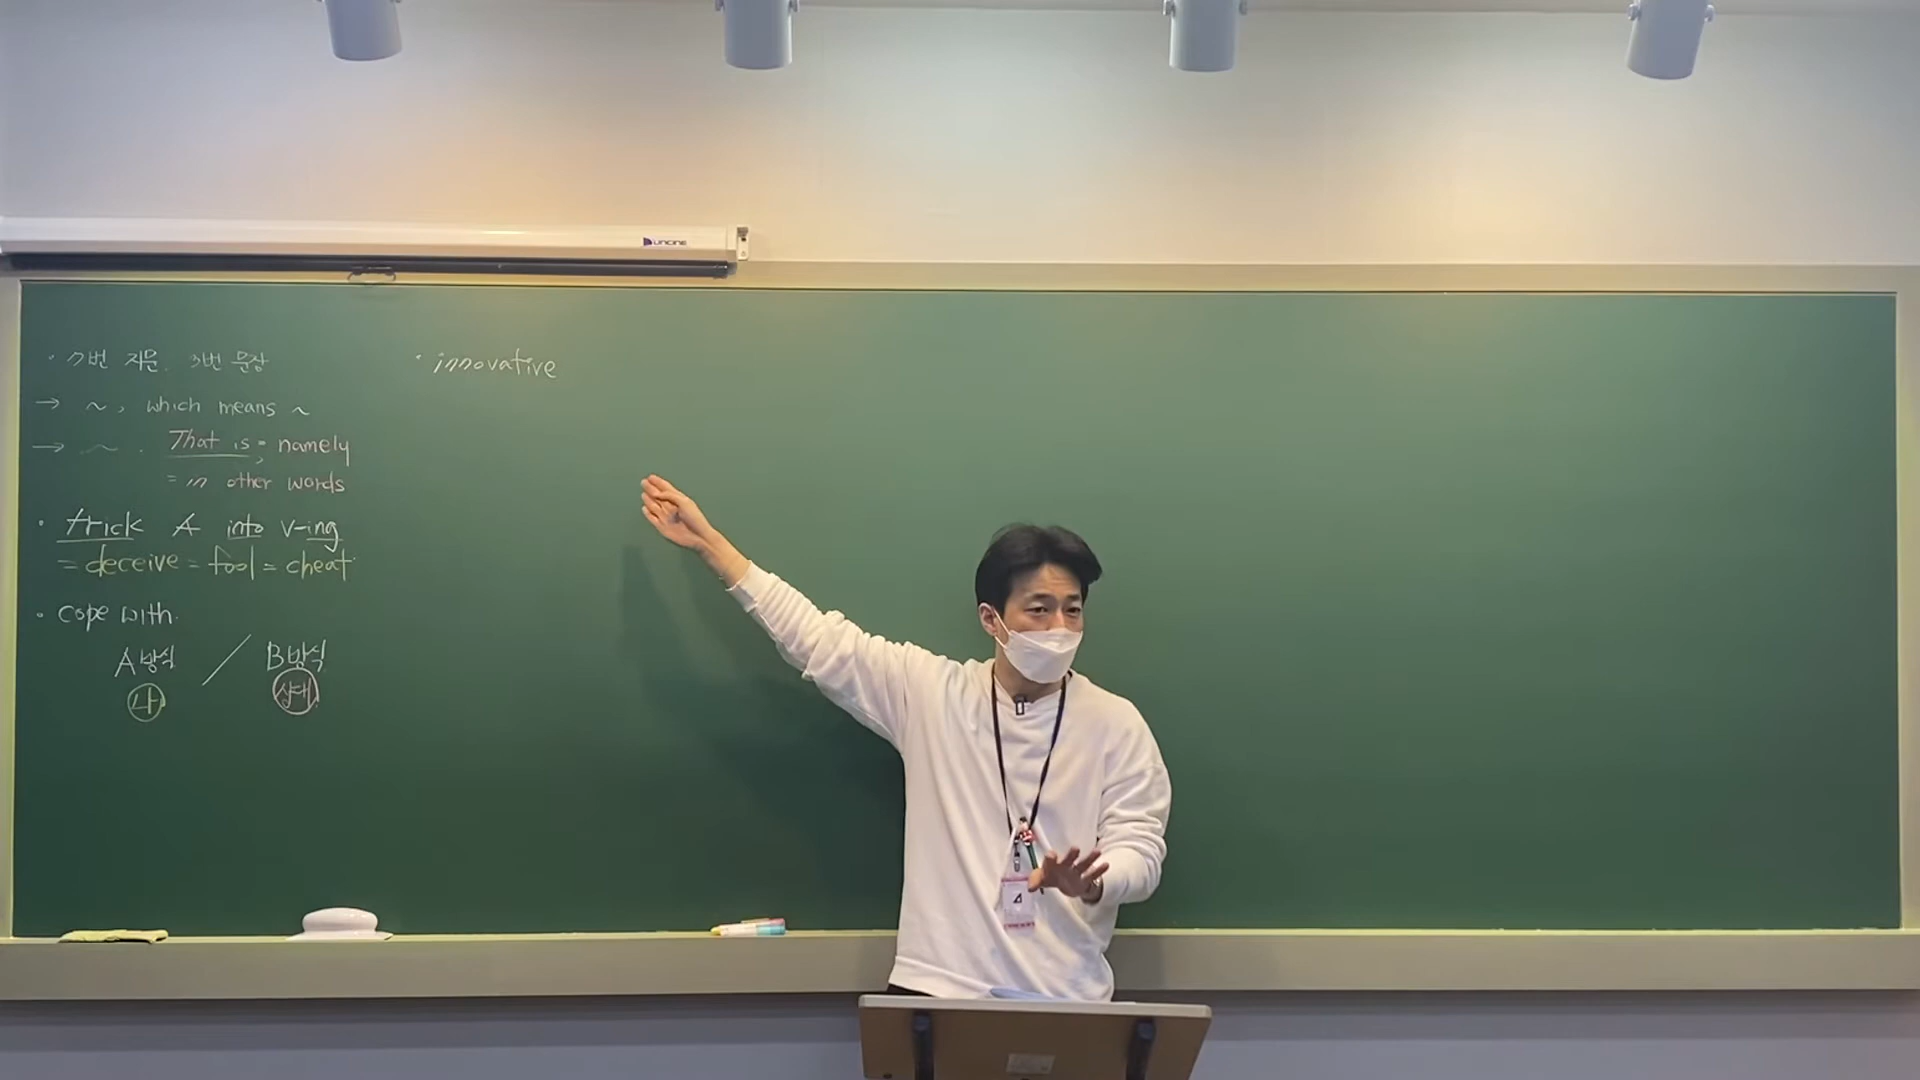 · 7번 지문. 3번 문장
→ ~, which means ~
→ ~. That is, = namely
= in other words
· trick A into v-ing
= deceive = fool = cheat
· cope with.
A방식 / B방식
나 상대
· innovative
UNCINE